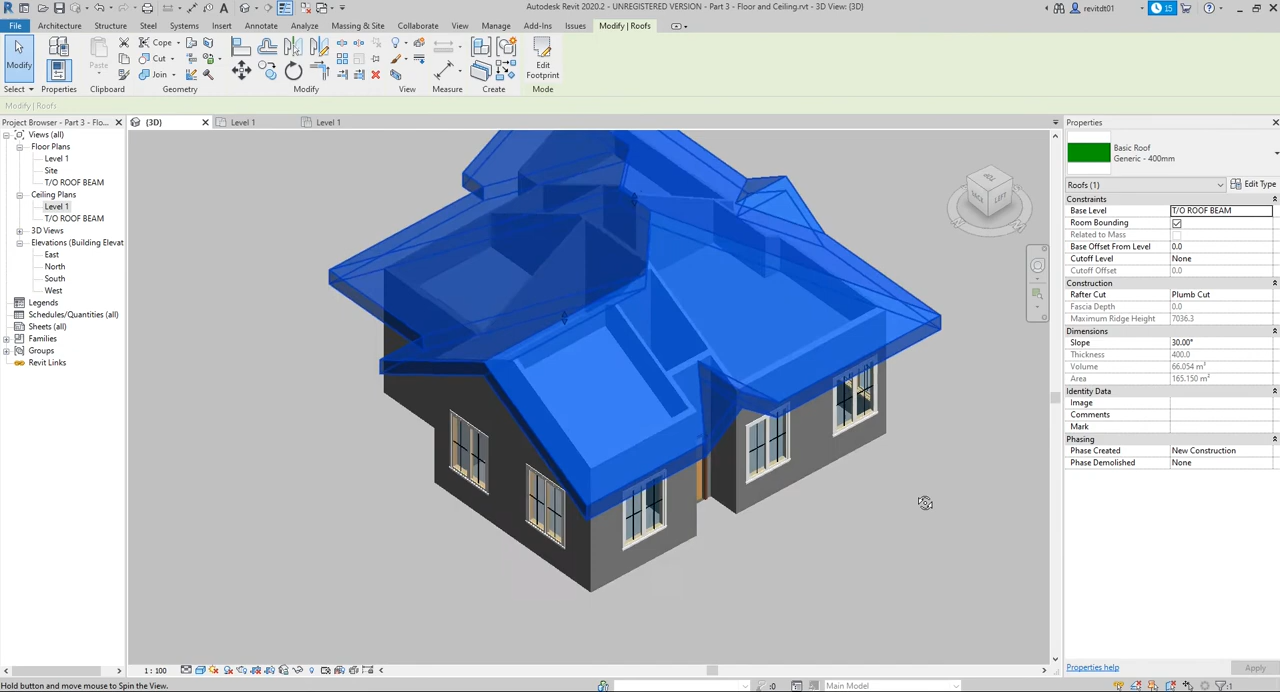 Autodesk Revit 2020.2 - UNREGISTERED VERSION - Part 3 - Floor and Ceiling.rvt - 3D View: {3D}
revitdt01
15
File Architecture Structure Steel Systems Insert Annotate Analyze Massing & Site Collaborate View Manage Add-Ins Issues Modify | Roofs
Modify
Paste
Cope
Cut
Join
Edit
Footprint
Select Properties Clipboard Geometry Modify View Measure Create Mode
Modify | Roofs
Project Browser - Part 3 - Flo...
Views (all)
Floor Plans
Level 1
Site
T/O ROOF BEAM
Ceiling Plans
Level 1
T/O ROOF BEAM
3D Views
Elevations (Building Elevat
East
North
South
West
Legends
Schedules/Quantities (all)
Sheets (all)
Families
Groups
Revit Links
{3D}
Level 1
Level 1
BACK
LEFT
Properties
Basic Roof
Generic - 400mm
Roofs (1) Edit Type
Constraints
Base Level T/O ROOF BEAM
Room Bounding
Related to Mass
Base Offset From Level 0.0
Cutoff Level None
Cutoff Offset 0.0
Construction
Rafter Cut Plumb Cut
Fascia Depth 0.0
Maximum Ridge Height 7036.3
Dimensions
Slope 30.00°
Thickness 400.0
Volume 66.054 m³
Area 165.150 m²
Identity Data
Image
Comments
Mark
Phasing
Phase Created New Construction
Phase Demolished None
Properties help
Apply
1 : 100
Hold button and move mouse to Spin the View.
:0
Main Model
:1